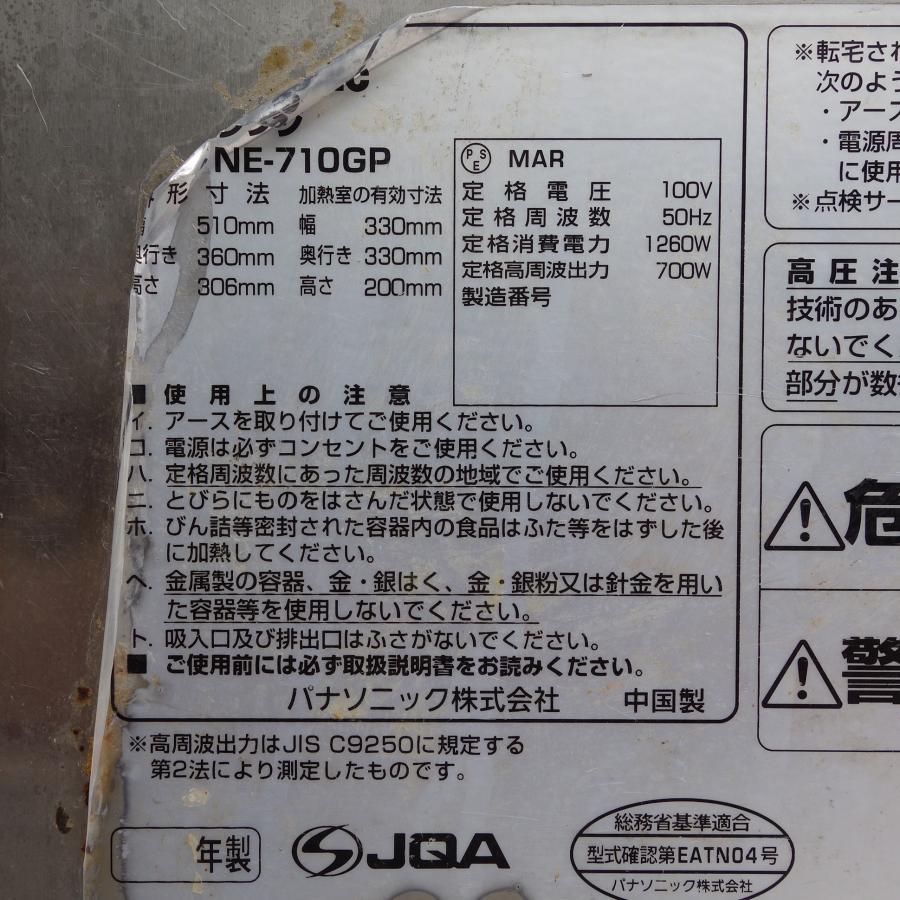 ic
レンジ
NE-710GP
形寸法 加熱室の有効寸法
510mm 幅 330mm
奥行き 360mm 奥行き 330mm
高さ 306mm 高さ 200mm
PSE MAR
定格電圧 100V
定格周波数 50Hz
定格消費電力 1260W
定格高周波出力 700W
製造番号
■使用上の注意
イ. アースを取り付けてご使用ください。
ロ. 電源は必ずコンセントをご使用ください。
ハ. 定格周波数にあった周波数の地域でご使用ください。
ニ. とびらにものをはさんだ状態で使用しないでください。
ホ. びん詰等密封された容器内の食品はふた等をはずした後
に加熱してください。
ヘ. 金属製の容器、金・銀はく、金・銀粉又は針金を用い
た容器等を使用しないでください。
ト. 吸入口及び排出口はふさがないでください。
■ご使用前には必ず取扱説明書をお読みください。
パナソニック株式会社 中国製
※高周波出力はJIS C9250に規定する
第2法により測定したものです。
年製
JQA
総務省基準適合
型式確認第EATN04号
パナソニック株式会社
※転宅され
次のよう
・アース
・電源周
に使用
※点検サー
高圧注
技術のあ
ないでく
部分が数
危
警